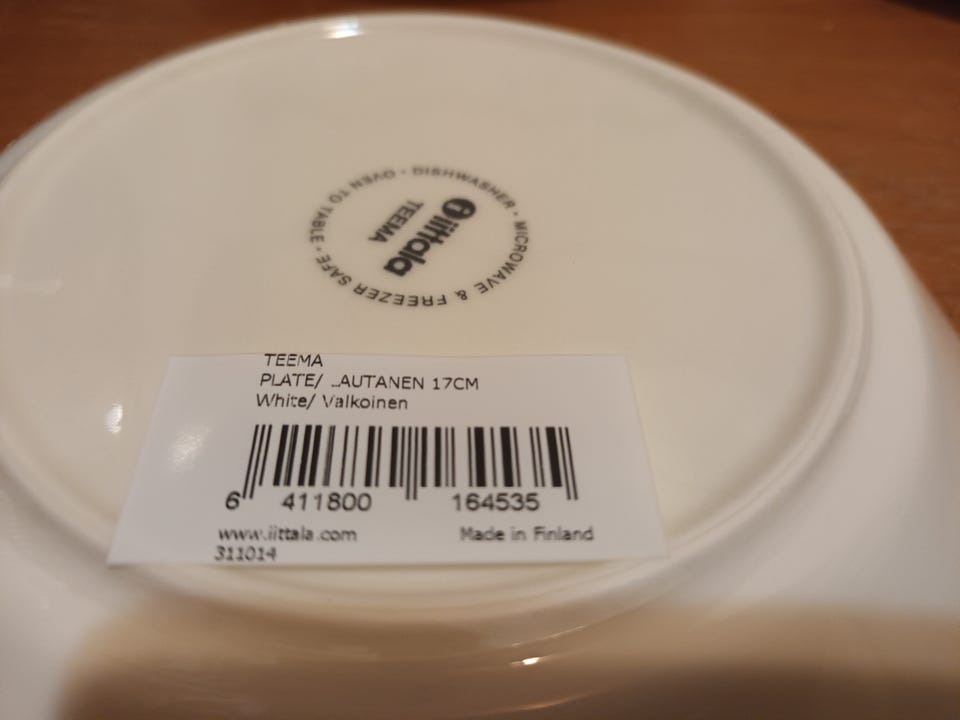 OVEN TO TABLE · DISHWASHER · MICROWAVE & FREEZER SAFE ·
iittala
TEEMA
TEEMA
PLATE/ LAUTANEN 17CM
White/ Valkoinen
6 411800 164535
www.iittala.com
Made in Finland
311014